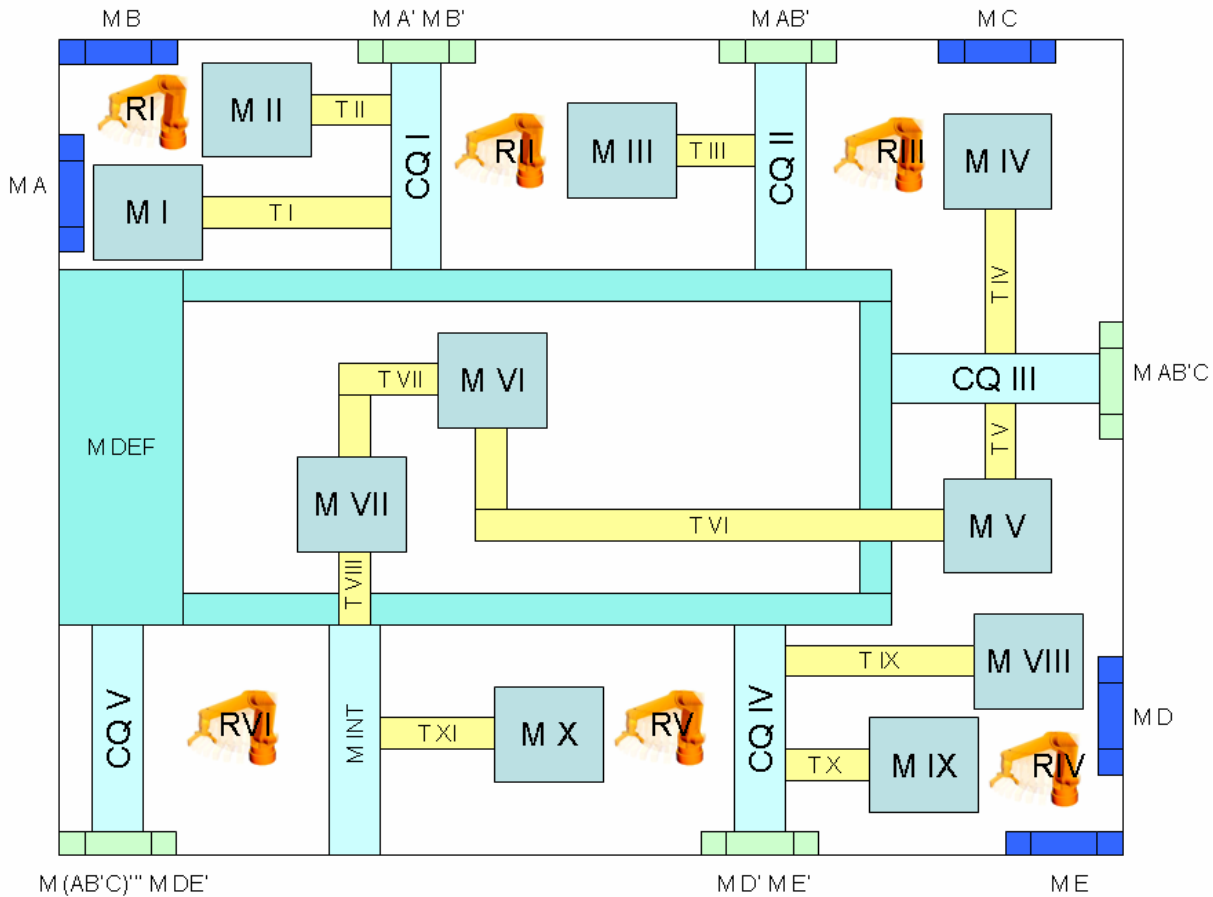 M B
M A' M B'
M AB'
M C
RI
M II
T II
CQ I
RII
M III
T III
CQ II
RIII
M IV
M A
M I
T I
T IV
M DEF
T VII
M VI
CQ III
M AB'C
T V
M VII
T VI
M V
T VIII
CQ V
RVI
M INT
T XI
M X
RV
CQ IV
T IX
M VIII
M D
T X
M IX
RIV
M (AB'C)''' M DE'
M D' M E'
M E